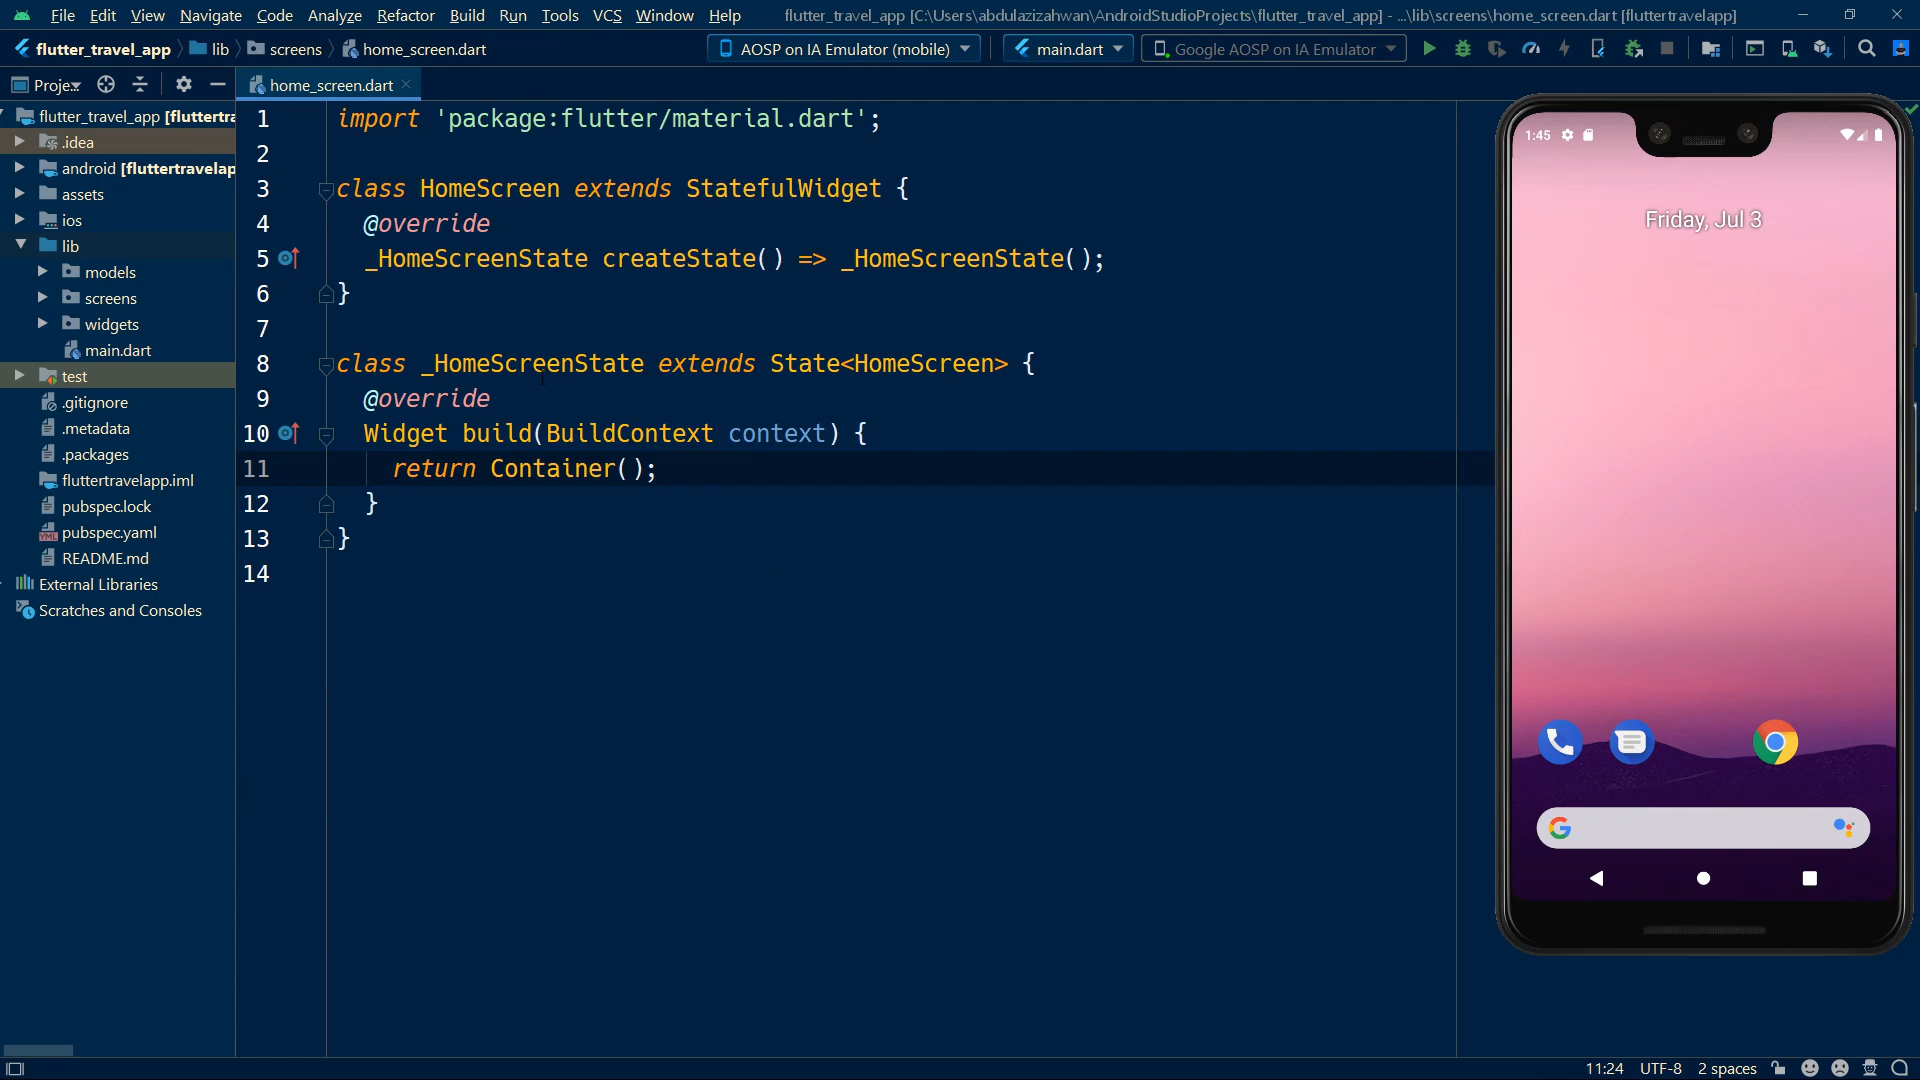 File Edit View Navigate Code Analyze Refactor Build Run Tools VCS Window Help flutter_travel_app [C:\Users\abdulazizahwan\AndroidStudioProjects\flutter_travel_app] - ...\lib\screens\home_screen.dart [fluttertravelapp]
flutter_travel_app lib screens home_screen.dart AOSP on IA Emulator (mobile) main.dart Google AOSP on IA Emulator
Proje.. home_screen.dart
flutter_travel_app [fluttertra
.idea
android [fluttertravelap
assets
ios
lib
models
screens
widgets
main.dart
test
.gitignore
.metadata
.packages
fluttertravelapp.iml
pubspec.lock
pubspec.yaml
README.md
External Libraries
Scratches and Consoles
1 import 'package:flutter/material.dart';
2
3 class HomeScreen extends StatefulWidget {
4 @override
5 _HomeScreenState createState() => _HomeScreenState();
6 }
7
8 class _HomeScreenState extends State<HomeScreen> {
9 @override
10 Widget build(BuildContext context) {
11 return Container();
12 }
13 }
14
1:45
Friday, Jul 3
G
11:24 UTF-8 2 spaces